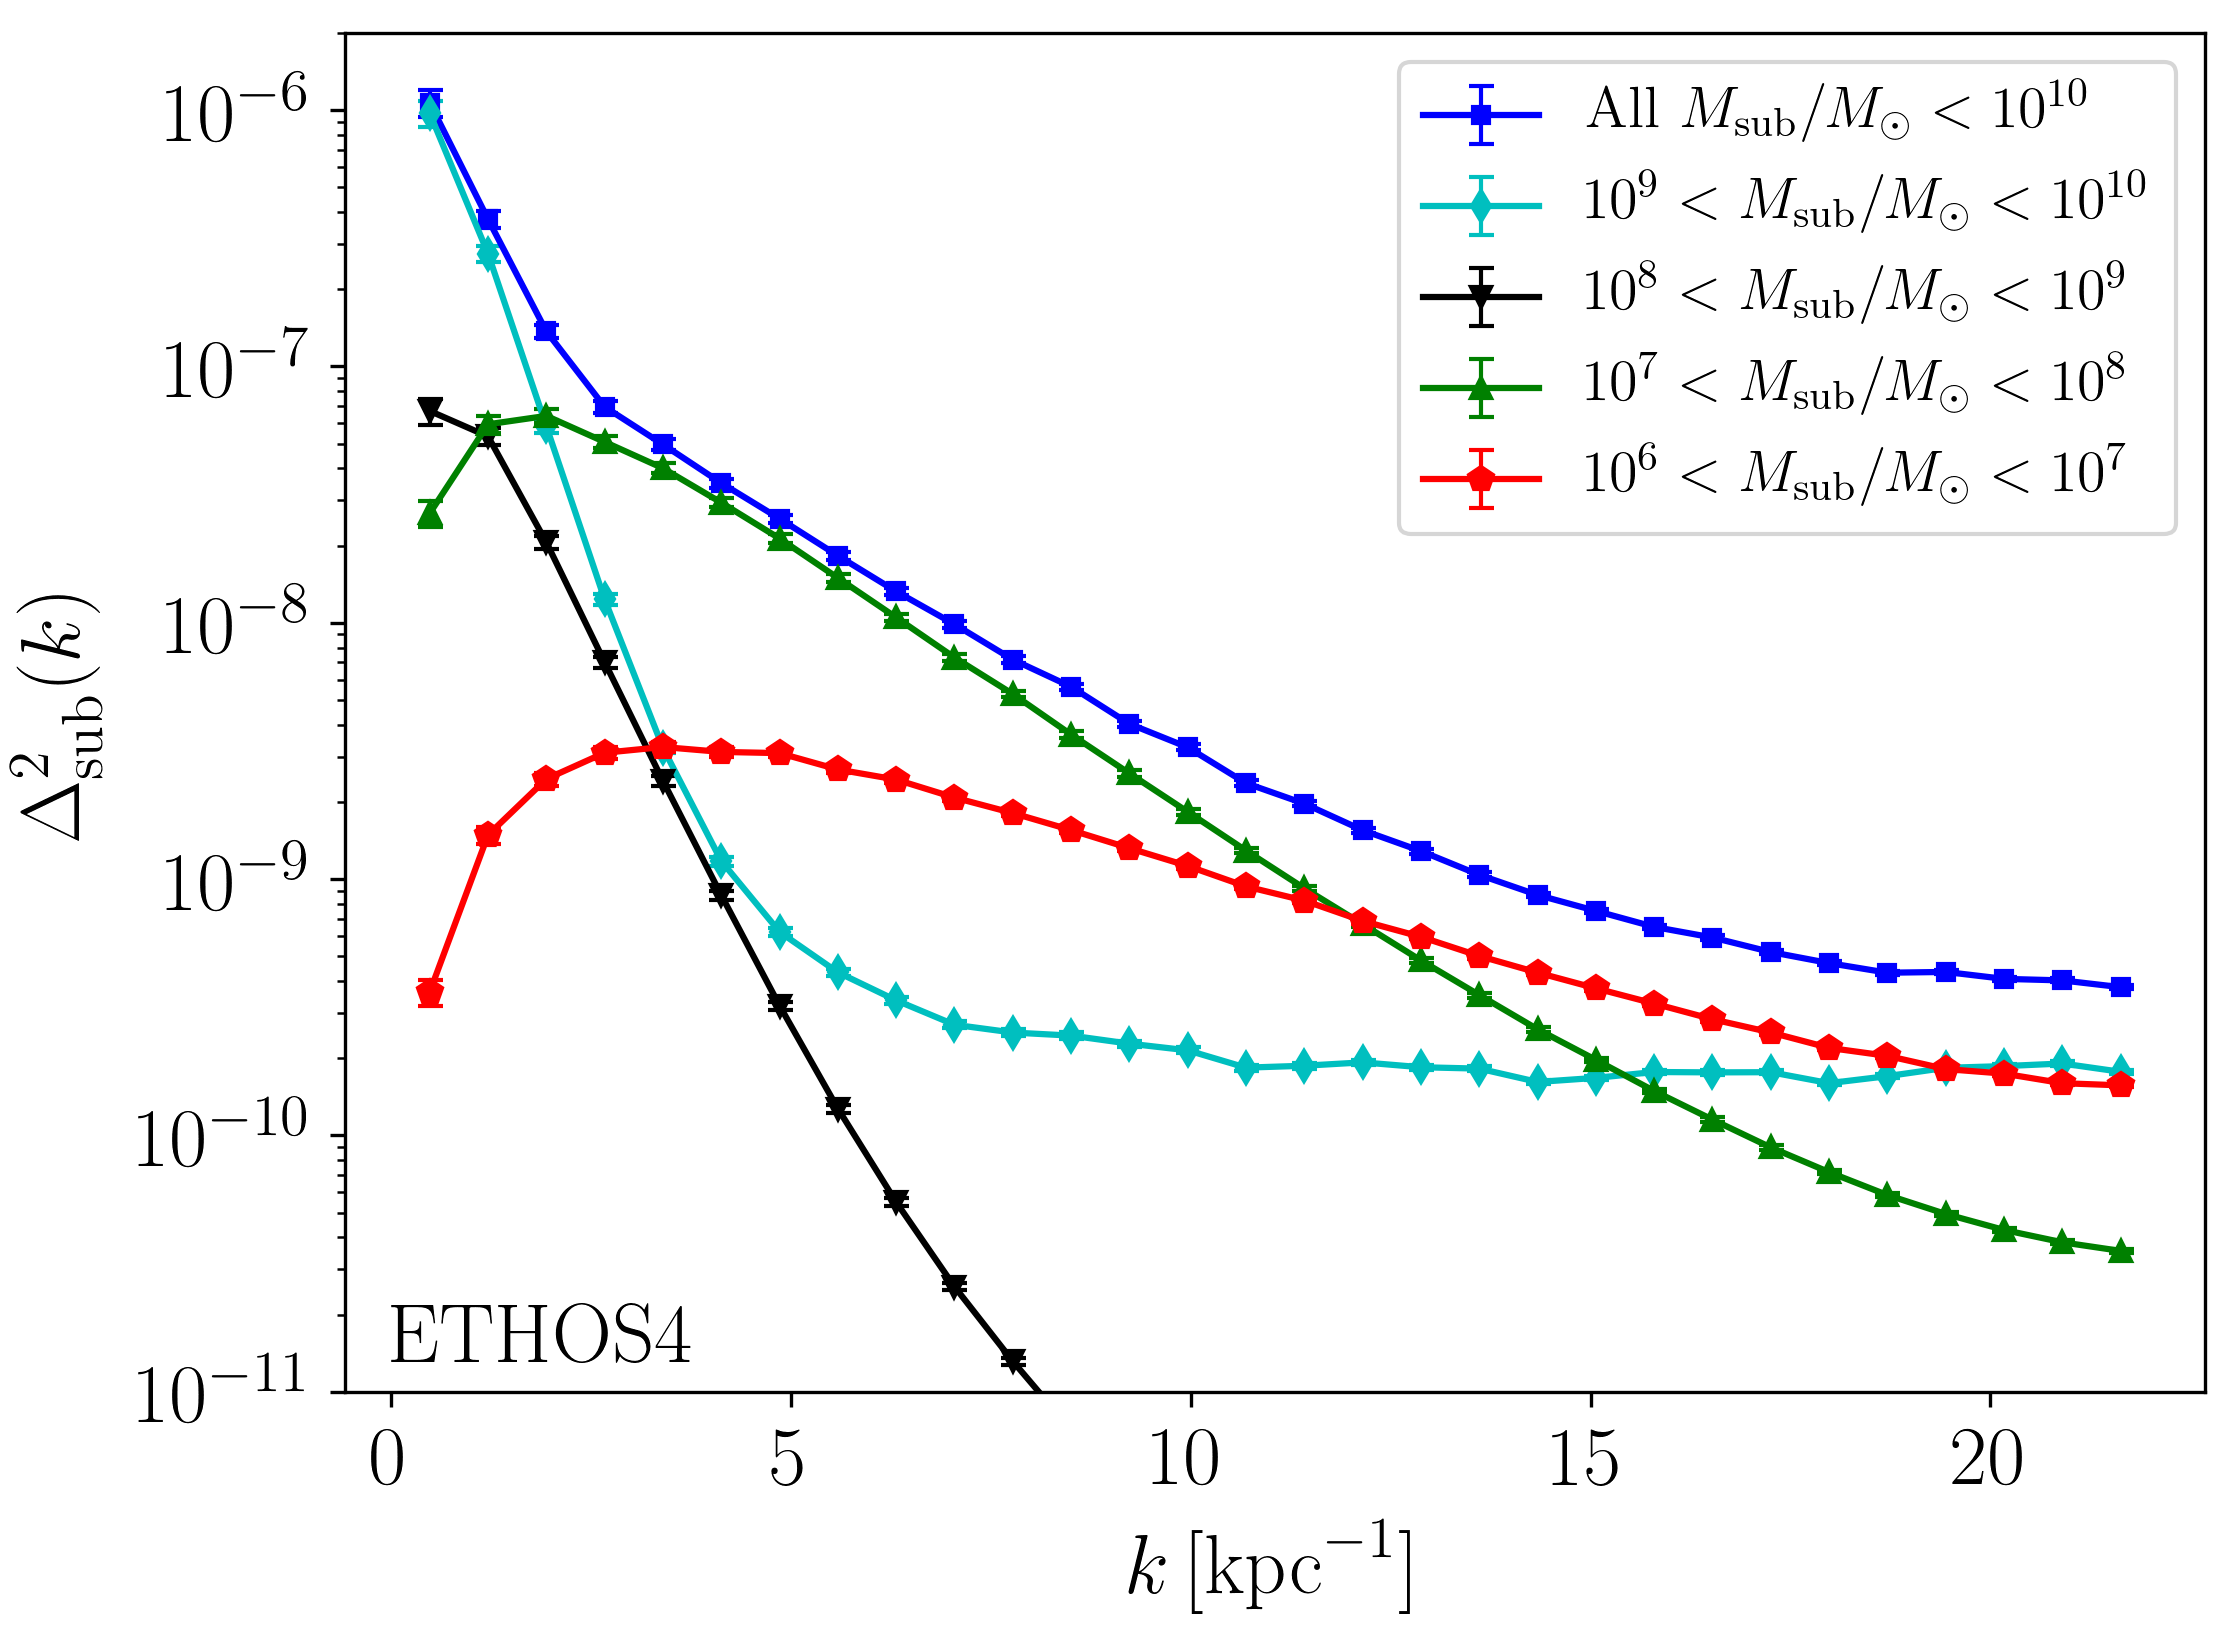 All M_sub/M_⊙ < 10^10
10^9 < M_sub/M_⊙ < 10^10
10^8 < M_sub/M_⊙ < 10^9
10^7 < M_sub/M_⊙ < 10^8
10^6 < M_sub/M_⊙ < 10^7
10^−6
10^−7
10^−8
10^−9
10^−10
10^−11
Δ^2_sub(k)
ETHOS4
0 5 10 15 20
k [kpc^−1]